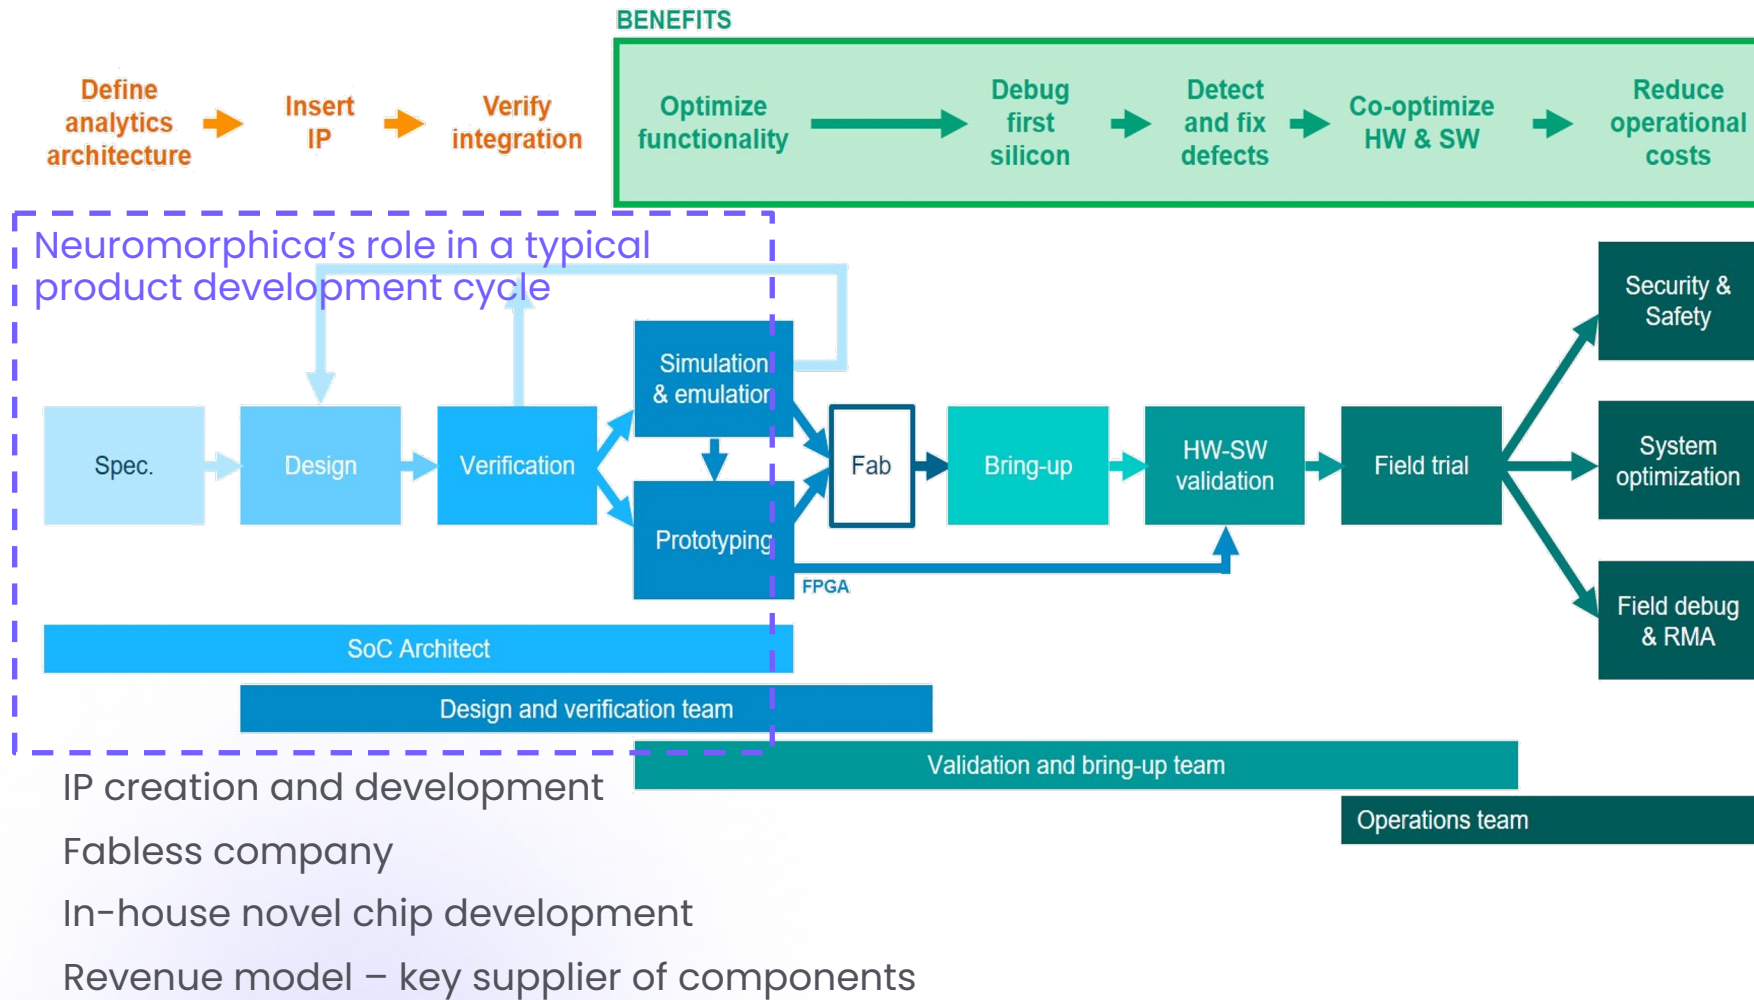 BENEFITS
Define
analytics
architecture
Insert
IP
Verify
integration
Optimize
functionality
Debug
first
silicon
Detect
and fix
defects
Co-optimize
HW & SW
Reduce
operational
costs
Neuromorphica’s role in a typical
product development cycle
Spec.
Design
Verification
Simulation
& emulation
Prototyping
FPGA
Fab
Bring-up
HW-SW
validation
Field trial
Security &
Safety
System
optimization
Field debug
& RMA
SoC Architect
Design and verification team
Validation and bring-up team
Operations team
IP creation and development
Fabless company
In-house novel chip development
Revenue model – key supplier of components